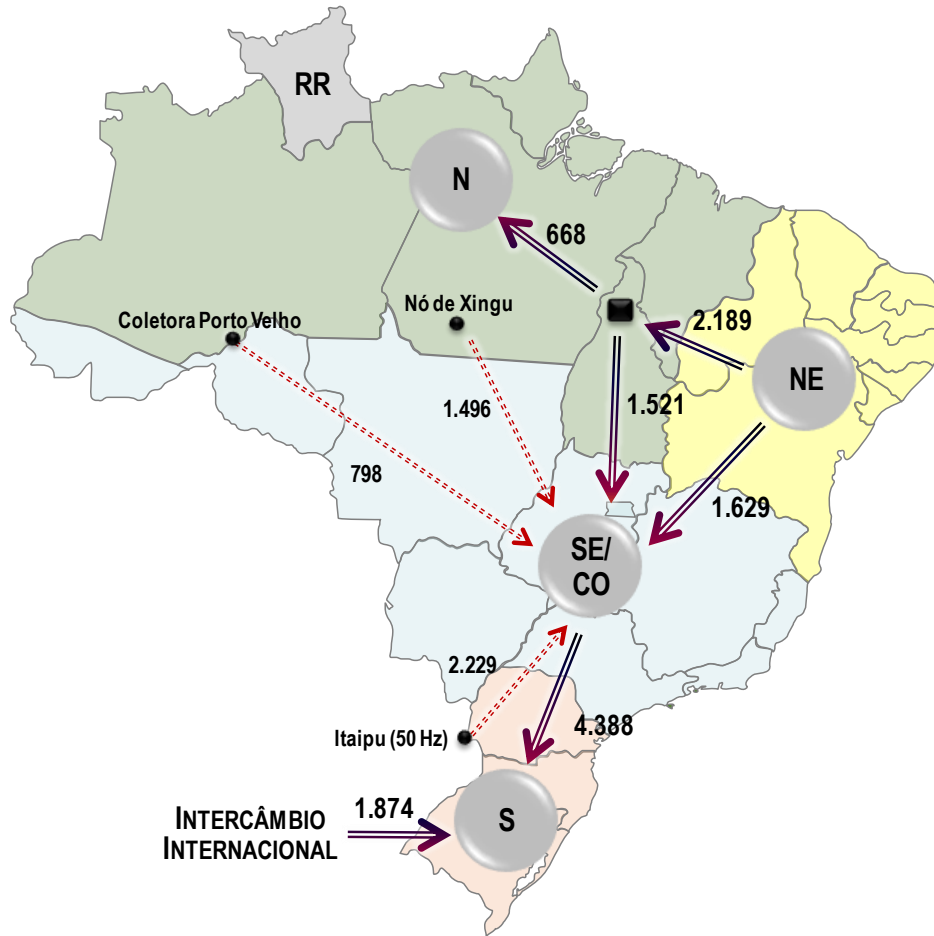 RR
N
668
Nó de Xingu
Coletora Porto Velho
2.189
NE
1.496
1.521
798
1.629
SE/
CO
2.229
4.388
Itaipu (50 Hz)
1.874
INTERCÂMBIO
INTERNACIONAL
S